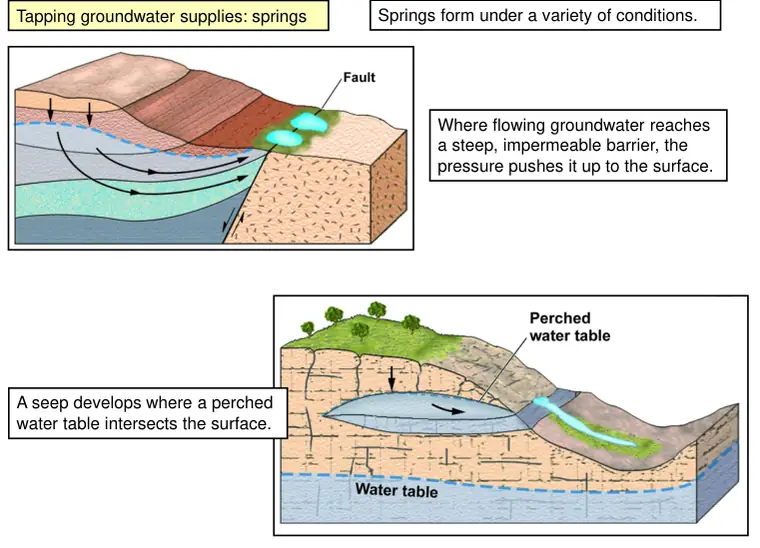 Tapping groundwater supplies: springs
Springs form under a variety of conditions.
Fault
Where flowing groundwater reaches
a steep, impermeable barrier, the
pressure pushes it up to the surface.
Perched
water table
A seep develops where a perched
water table intersects the surface.
Water table